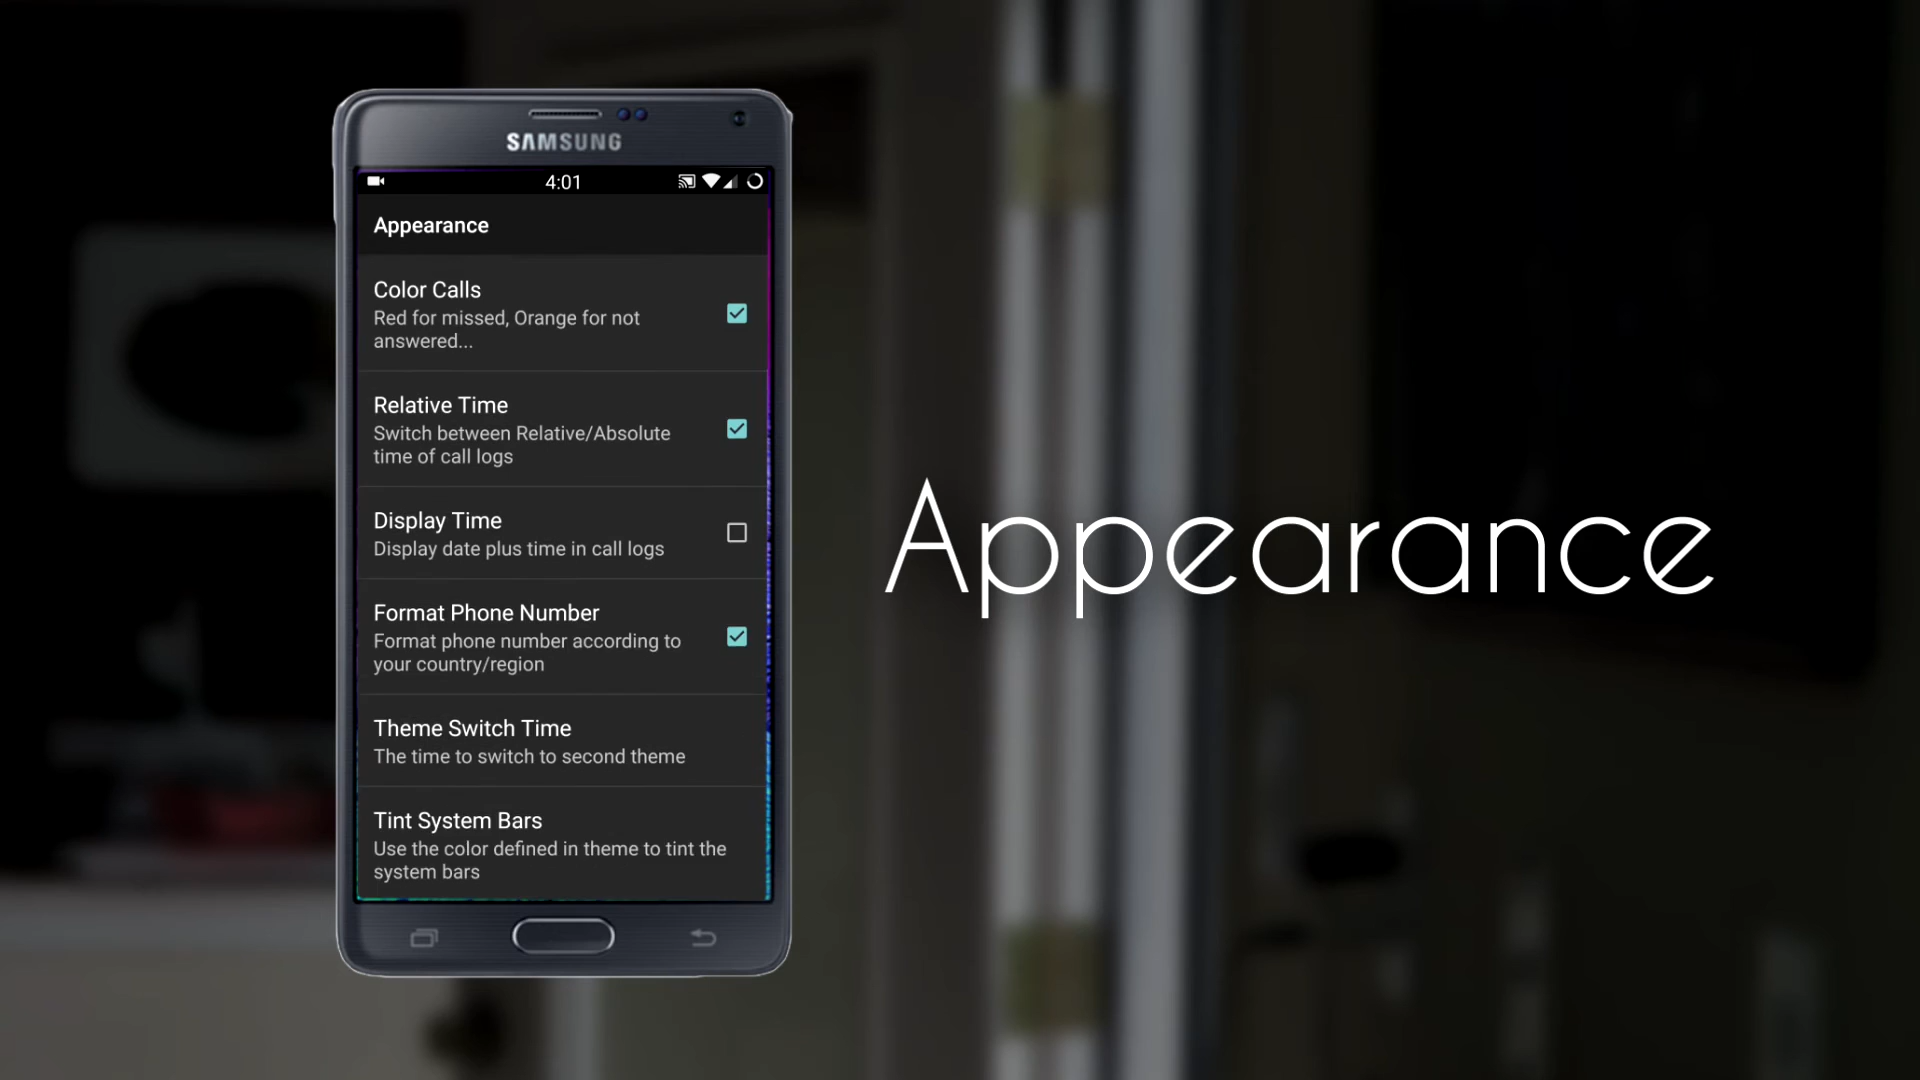 SAMSUNG
4:01
Appearance
Color Calls
Red for missed, Orange for not
answered...
Relative Time
Switch between Relative/Absolute
time of call logs
Display Time
Display date plus time in call logs
Format Phone Number
Format phone number according to
your country/region
Theme Switch Time
The time to switch to second theme
Tint System Bars
Use the color defined in theme to tint the
system bars
Appearance